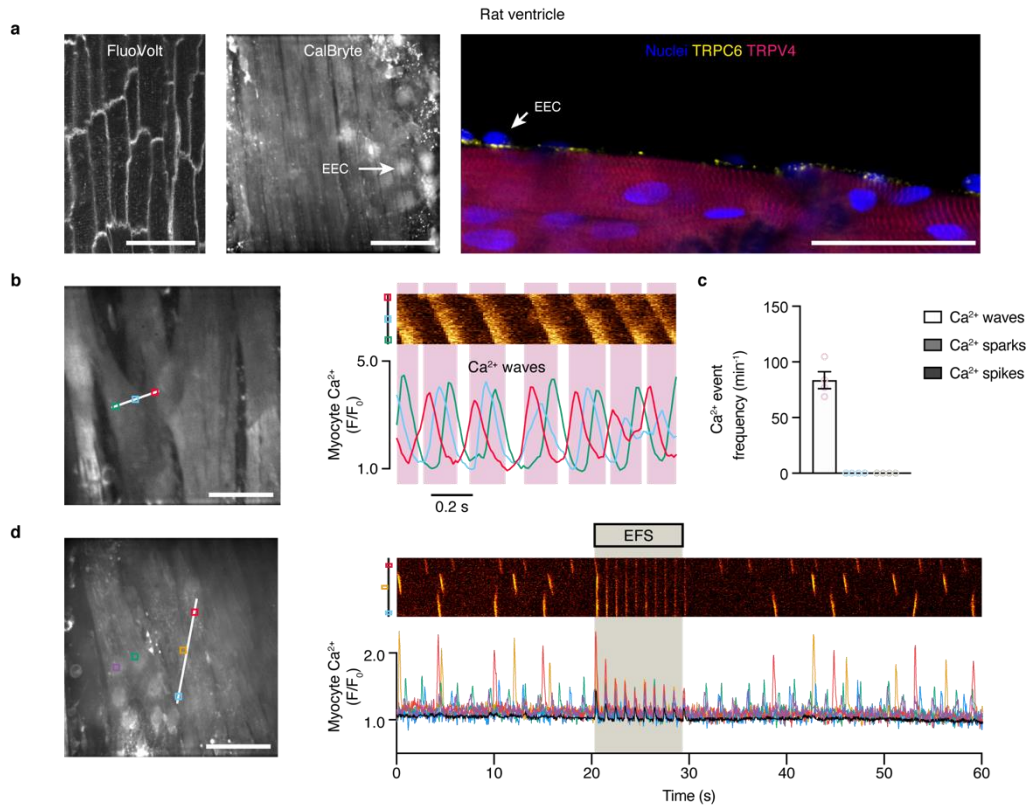 Rat ventricle
a
FluoVolt
CalBryte
EEC
Nuclei TRPC6 TRPV4
EEC
b
Ca²⁺ waves
Myocyte Ca²⁺
(F/F₀)
5.0
1.0
0.2 s
c
Ca²⁺ event
frequency (min⁻¹)
150
100
50
0
Ca²⁺ waves
Ca²⁺ sparks
Ca²⁺ spikes
d
EFS
Myocyte Ca²⁺
(F/F₀)
2.0
1.0
0 10 20 30 40 50 60
Time (s)